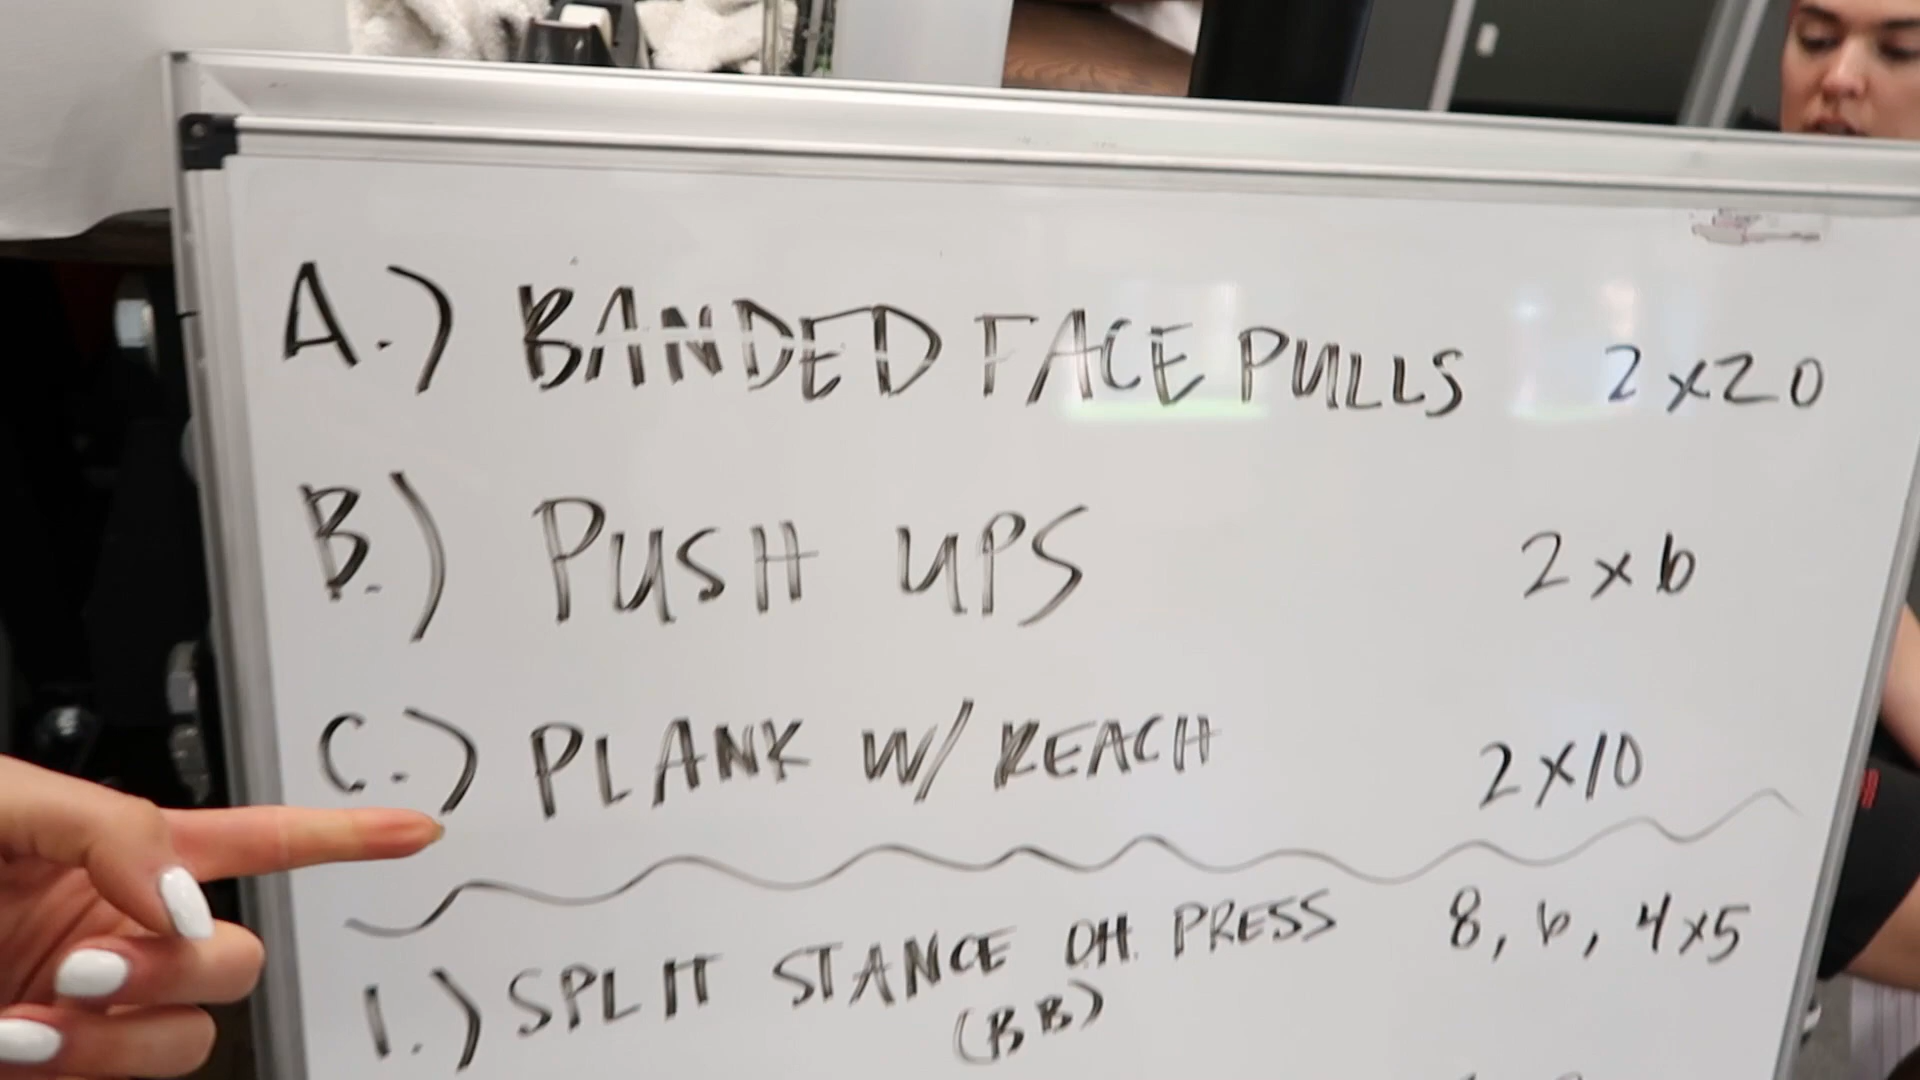 A.) BANDED FACE PULLS 2x20
B.) PUSH UPS 2x6
C.) PLANK W/ REACH 2x10
1.) SPLIT STANCE OH. PRESS 8, 6, 4x5
(BB)